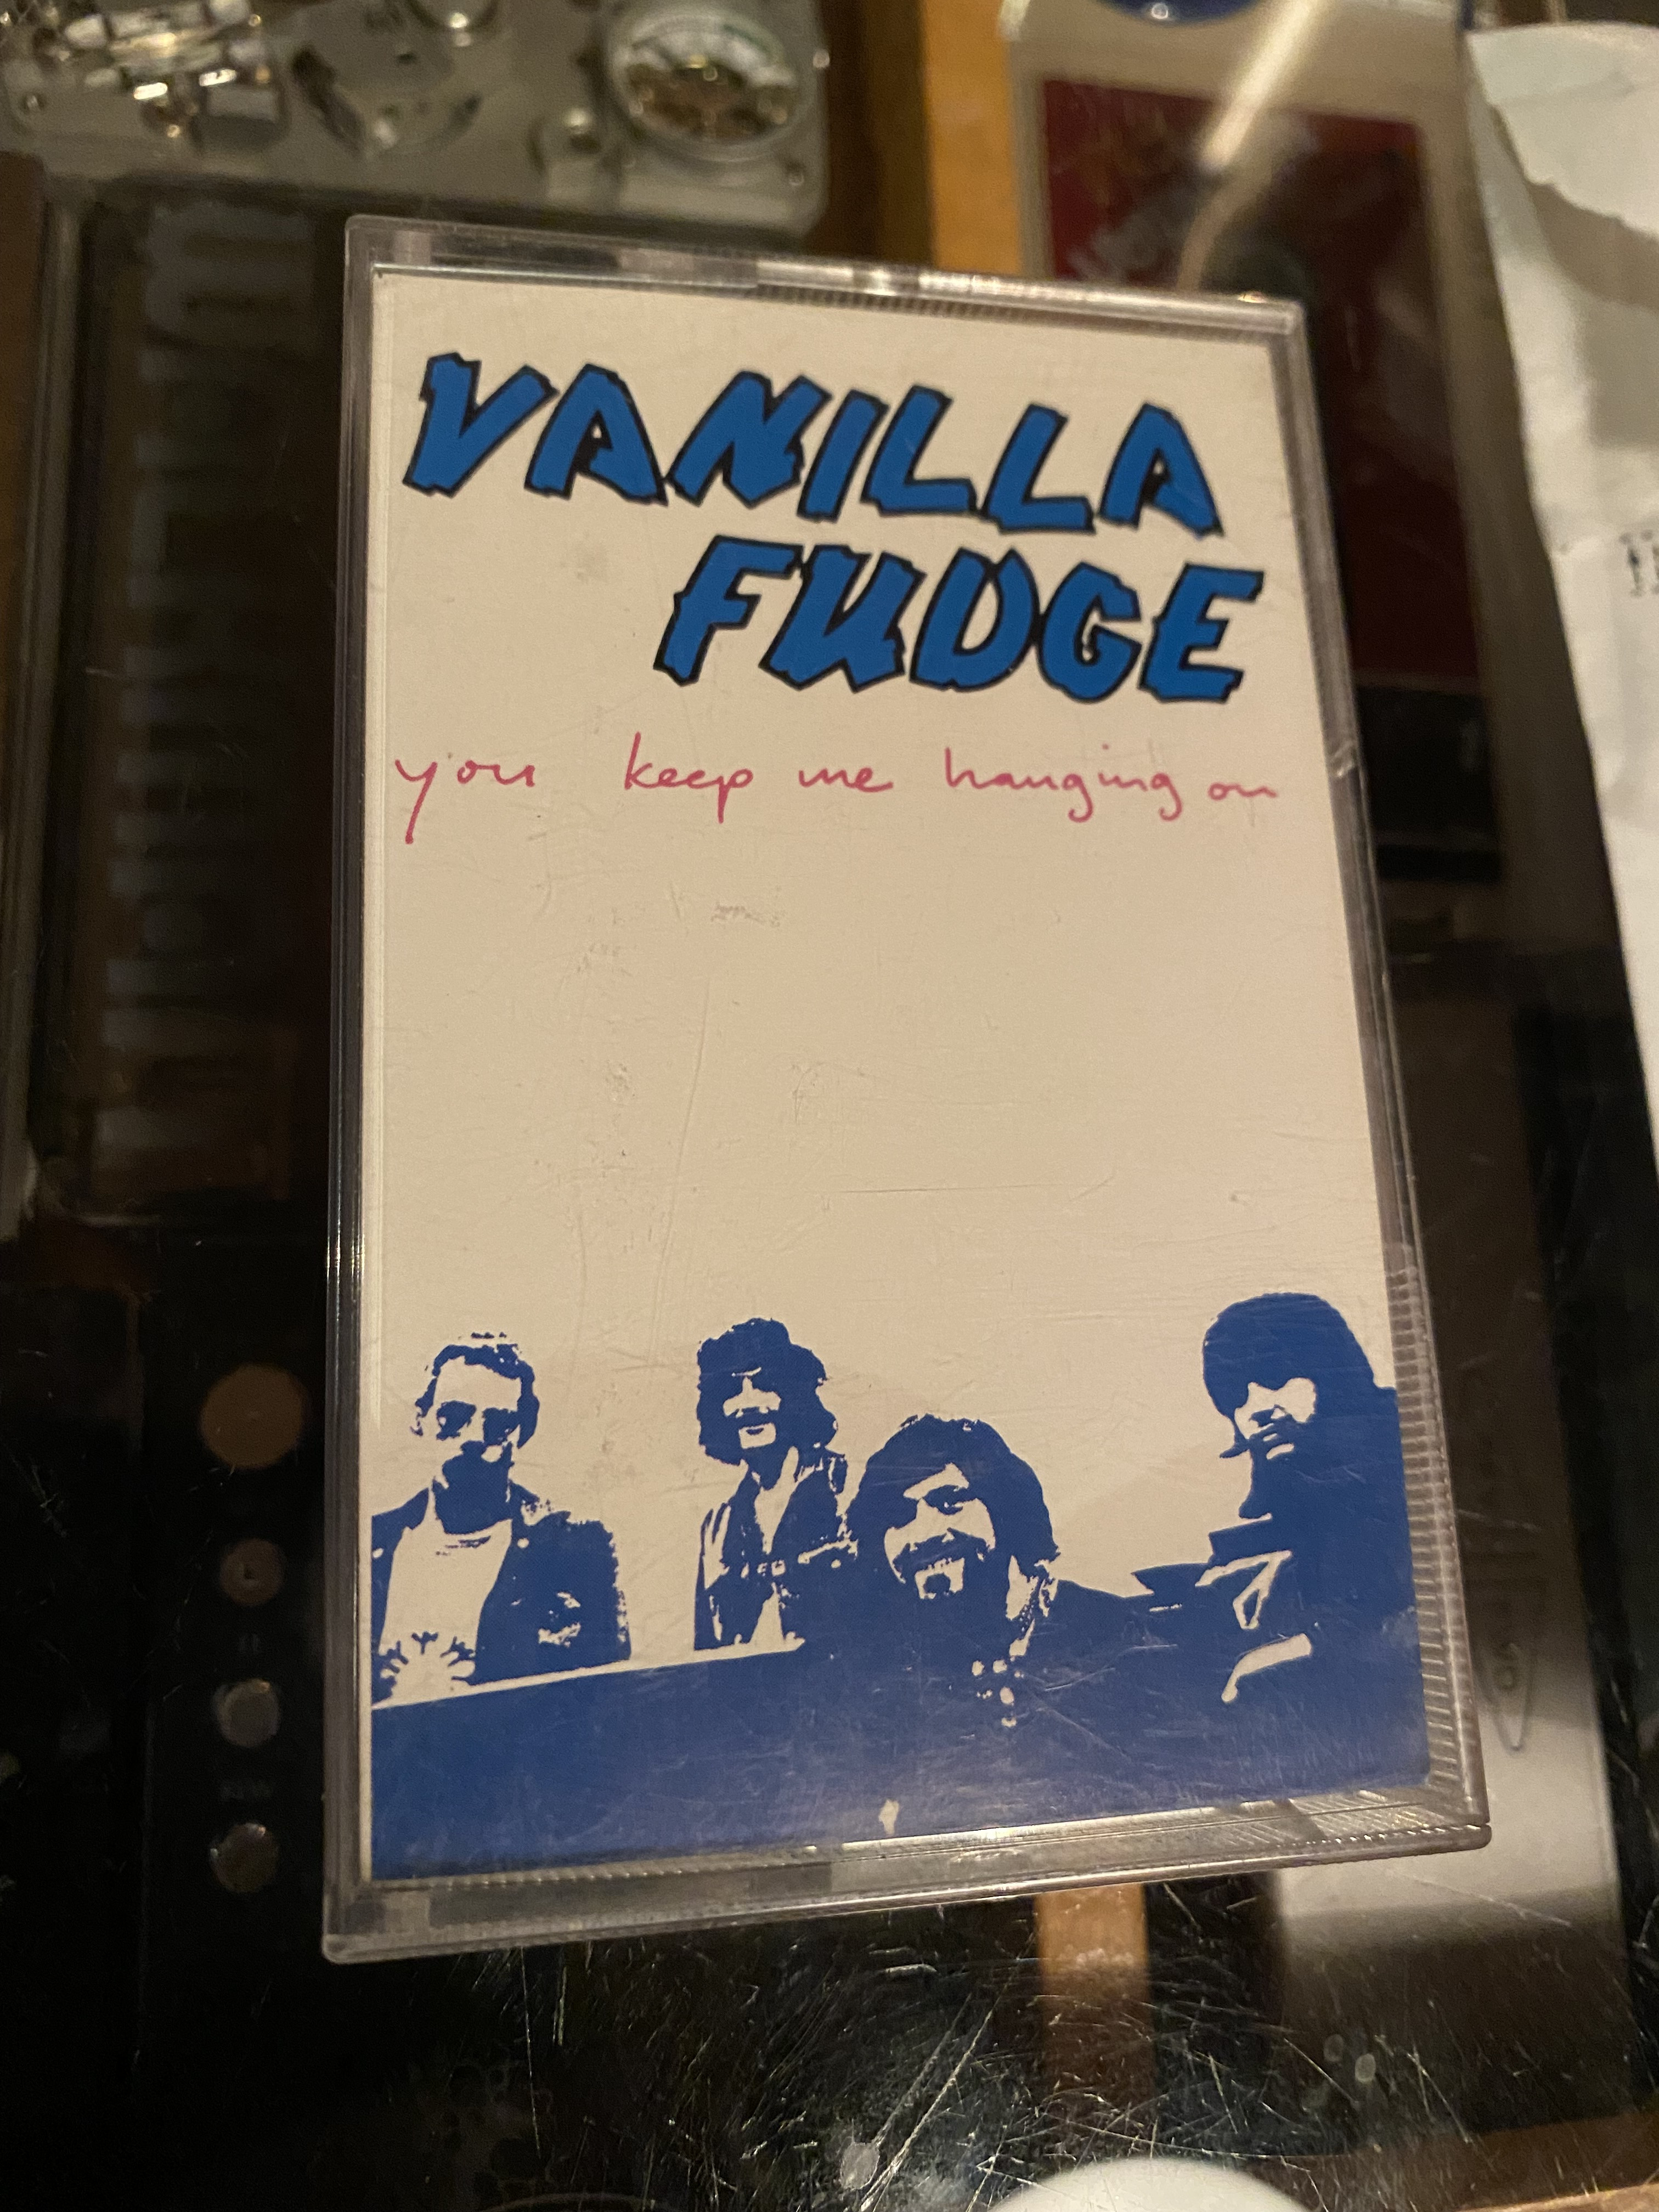 VANILLA
FUDGE
you keep me hanging on